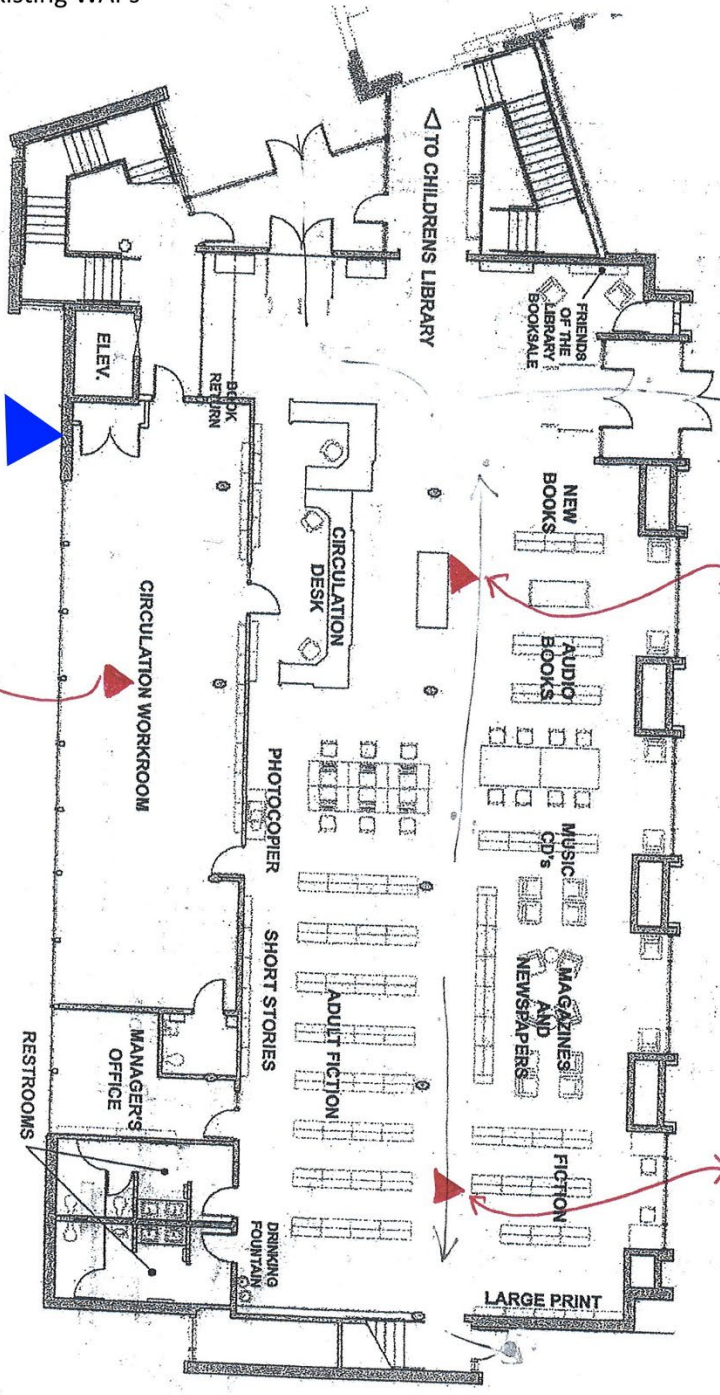 isting WAPs
◁ TO CHILDRENS LIBRARY
FRIENDS
OF THE
LIBRARY
BOOKSALE
ELEV.
BOOK
RETURN
NEW
BOOKS
CIRCULATION
DESK
AUDIO
BOOKS
CIRCULATION WORKROOM
PHOTOCOPIER
MUSIC
CD's
SHORT STORIES
ADULT FICTION
MAGAZINES
AND
NEWSPAPERS
MANAGER'S
OFFICE
RESTROOMS
FICTION
DRINKING
FOUNTAIN
LARGE PRINT